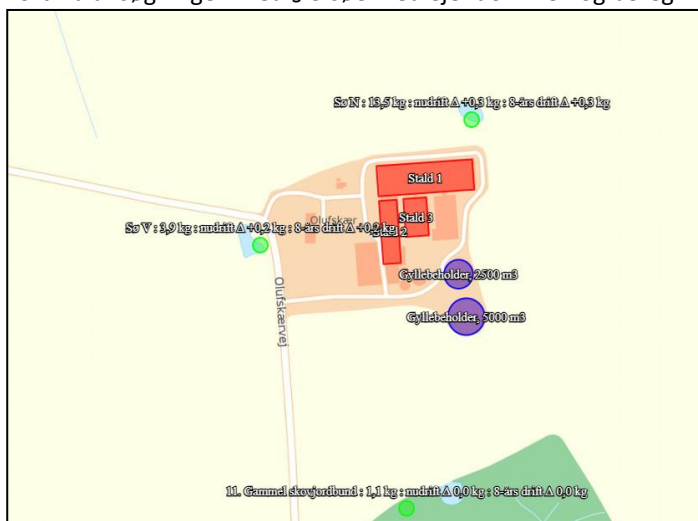 Sø N : 13,5 kg : nudrift Δ +0,3 kg : 8-års drift Δ +0,3 kg
Stald 1
Olufskær
Stald 3
Sø V : 3,9 kg : nudrift Δ +0,2 kg : 8-års drift Δ +0,2 kg
Stald 2
Gyllebeholder, 2500 m3
Olufskærvej
Gyllebeholder, 5000 m3
11. Gammel skovjordbund : 1,1 kg : nudrift Δ 0,0 kg : 8-års drift Δ 0,0 kg